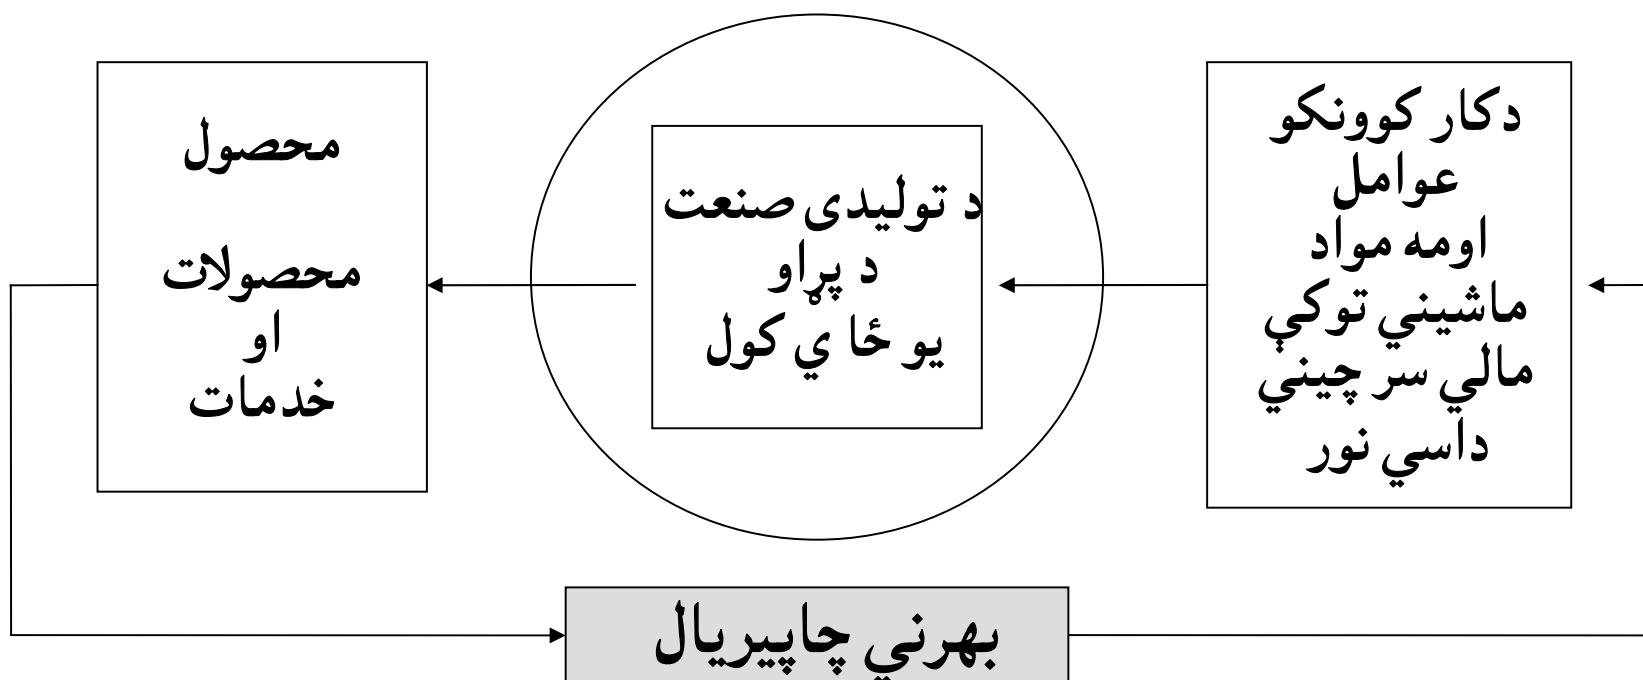 دکار کوونکو
عوامل
اومه مواد
ماشيني توکي
مالي سر چينې
داسي نور
د توليدی صنعت
د پړاو
يو ځا ي کول
محصول
محصولات
او
خدمات
بهرني چاپيريال